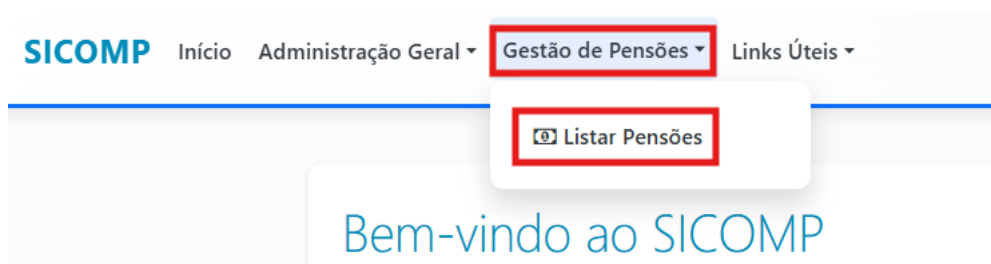 SICOMP Início Administração Geral Gestão de Pensões Links Úteis
Listar Pensões
Bem-vindo ao SICOMP